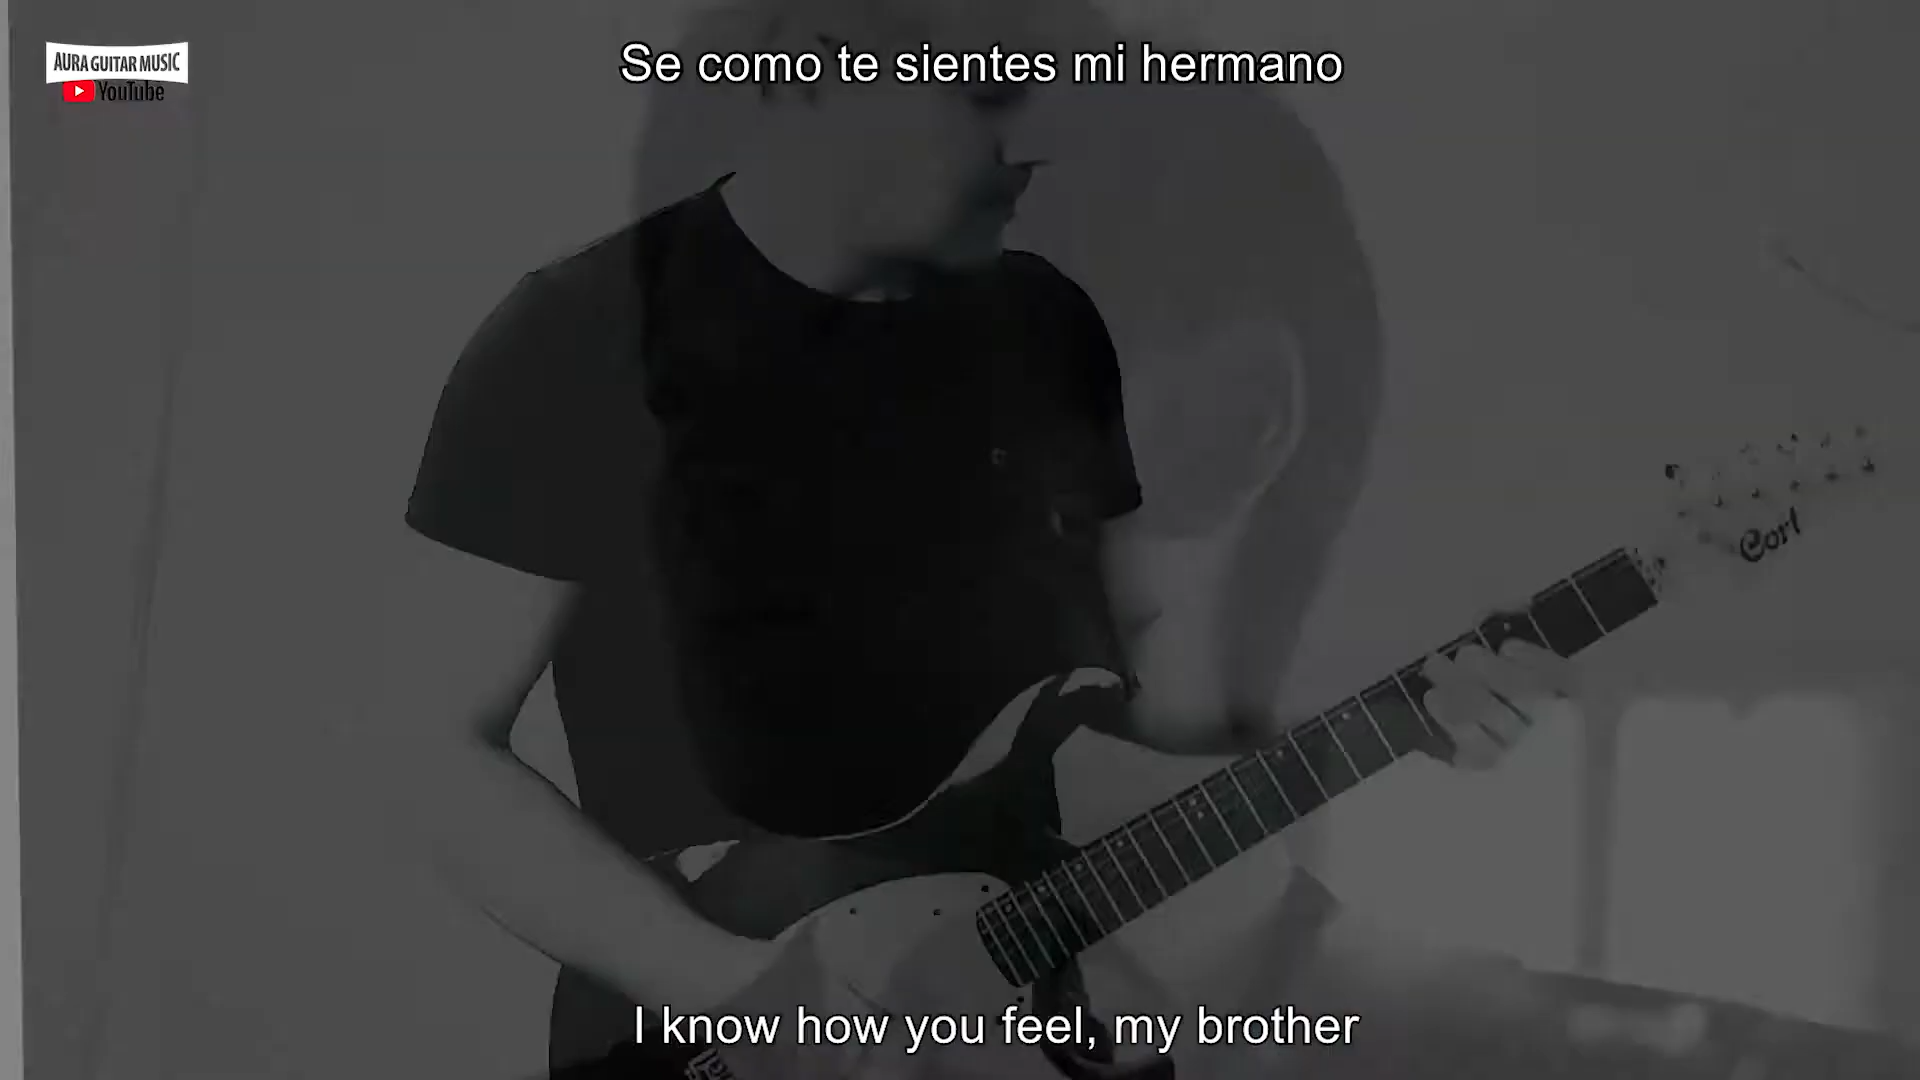 AURA GUITAR MUSIC
YouTube
Se como te sientes mi hermano
Cort
I know how you feel, my brother